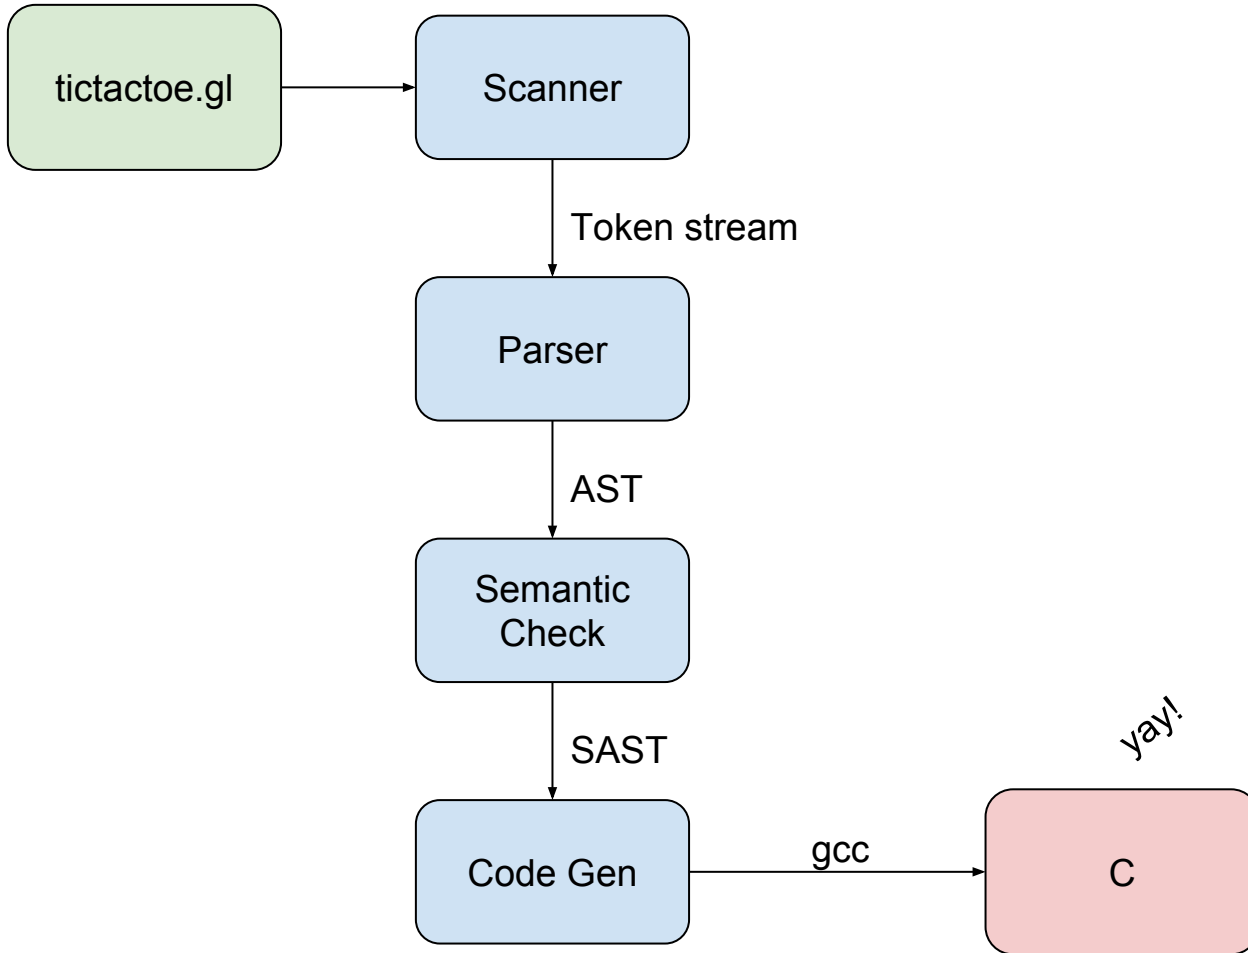 tictactoe.gl
Scanner
Token stream
Parser
AST
Semantic
Check
SAST
yay!
Code Gen
gcc
C